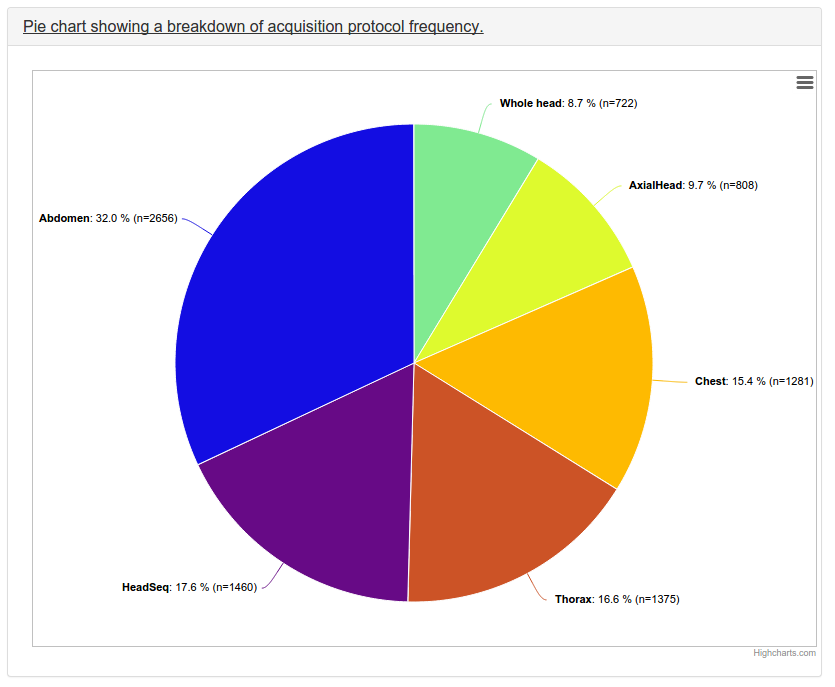 Pie chart showing a breakdown of acquisition protocol frequency.
Whole head: 8.7 % (n=722)
AxialHead: 9.7 % (n=808)
Abdomen: 32.0 % (n=2656)
Chest: 15.4 % (n=1281)
HeadSeq: 17.6 % (n=1460)
Thorax: 16.6 % (n=1375)
Highcharts.com